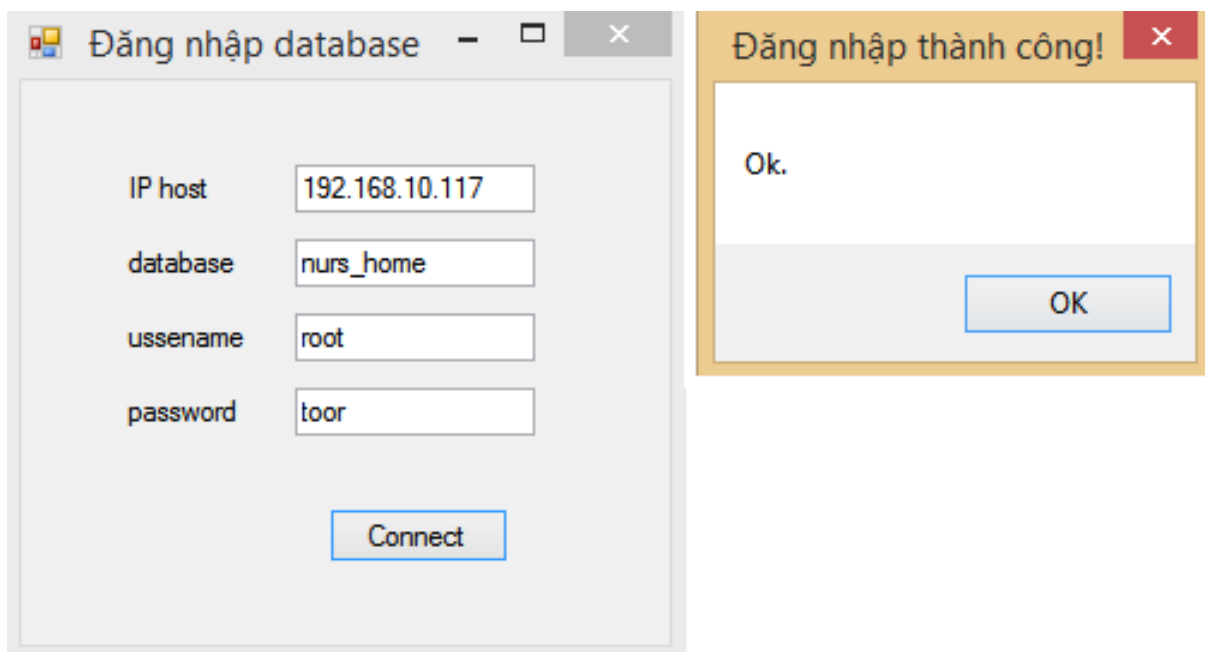 Đăng nhập database
IP host 192.168.10.117
database nurs_home
ussename root
password toor
Connect
Đăng nhập thành công!
Ok.
OK